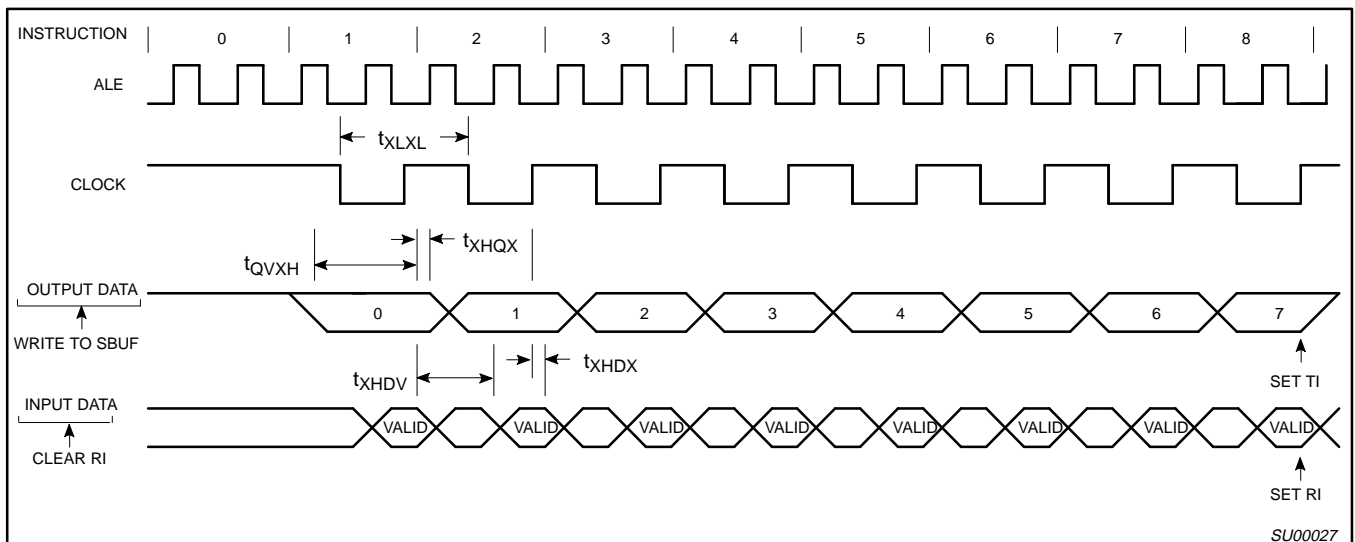 INSTRUCTION 0 1 2 3 4 5 6 7 8
ALE
tXLXL
CLOCK
tXHQX
tQVXH
OUTPUT DATA 0 1 2 3 4 5 6 7
WRITE TO SBUF
tXHDX
tXHDV
SET TI
INPUT DATA VALID VALID VALID VALID VALID VALID VALID VALID
CLEAR RI
SET RI
SU00027